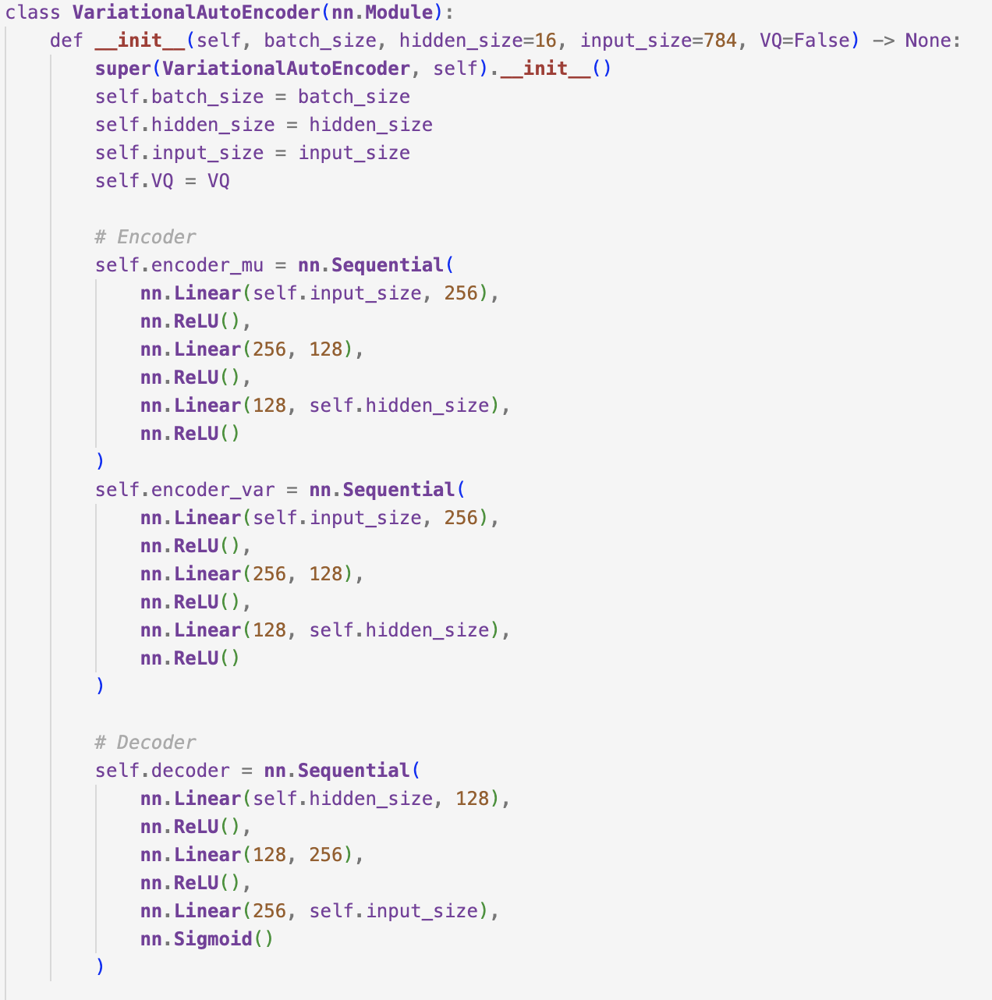 class VariationalAutoEncoder(nn.Module):
    def __init__(self, batch_size, hidden_size=16, input_size=784, VQ=False) -> None:
        super(VariationalAutoEncoder, self).__init__()
        self.batch_size = batch_size
        self.hidden_size = hidden_size
        self.input_size = input_size
        self.VQ = VQ

        # Encoder
        self.encoder_mu = nn.Sequential(
            nn.Linear(self.input_size, 256),
            nn.ReLU(),
            nn.Linear(256, 128),
            nn.ReLU(),
            nn.Linear(128, self.hidden_size),
            nn.ReLU()
        )
        self.encoder_var = nn.Sequential(
            nn.Linear(self.input_size, 256),
            nn.ReLU(),
            nn.Linear(256, 128),
            nn.ReLU(),
            nn.Linear(128, self.hidden_size),
            nn.ReLU()
        )

        # Decoder
        self.decoder = nn.Sequential(
            nn.Linear(self.hidden_size, 128),
            nn.ReLU(),
            nn.Linear(128, 256),
            nn.ReLU(),
            nn.Linear(256, self.input_size),
            nn.Sigmoid()
        )